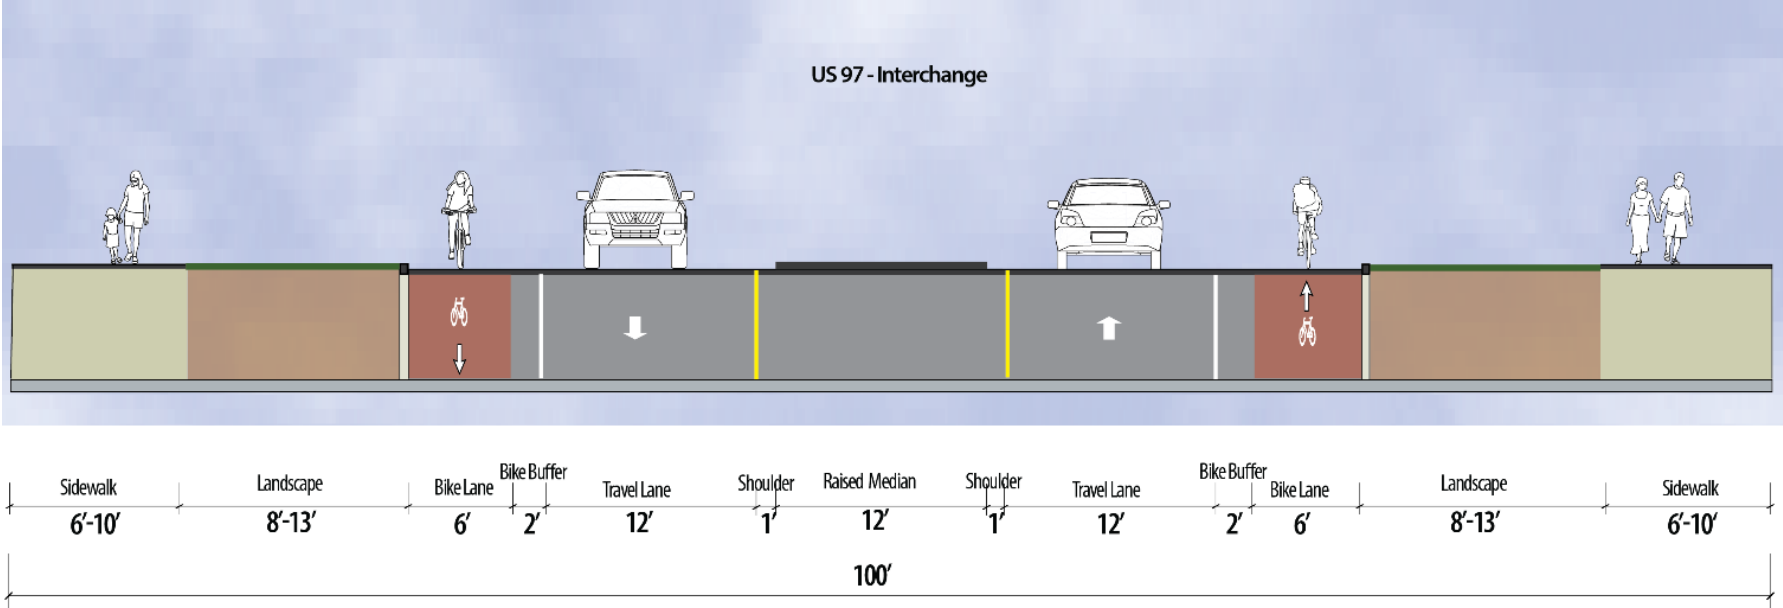 US 97 - Interchange
Sidewalk Landscape Bike Lane Bike Buffer Travel Lane Shoulder Raised Median Shoulder Travel Lane Bike Buffer Bike Lane Landscape Sidewalk
6'-10' 8'-13' 6' 2' 12' 1' 12' 1' 12' 2' 6' 8'-13' 6'-10'
100'